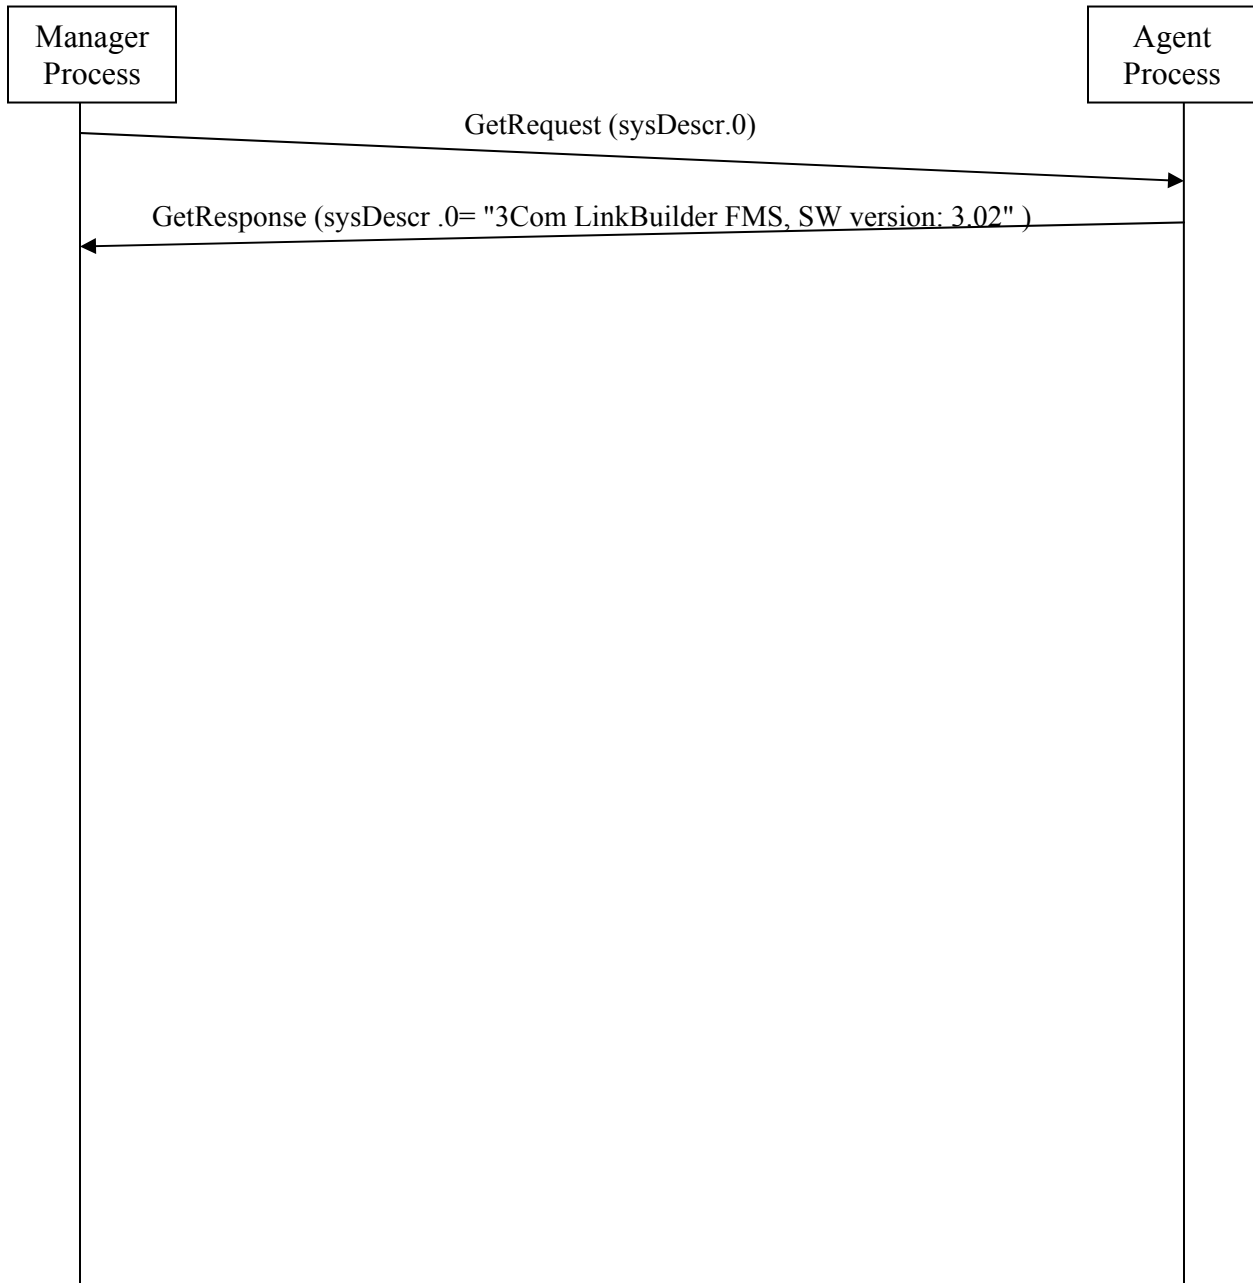 Manager
Process
Agent
Process
GetRequest (sysDescr.0)
GetResponse (sysDescr .0= "3Com LinkBuilder FMS, SW version: 3.02" )